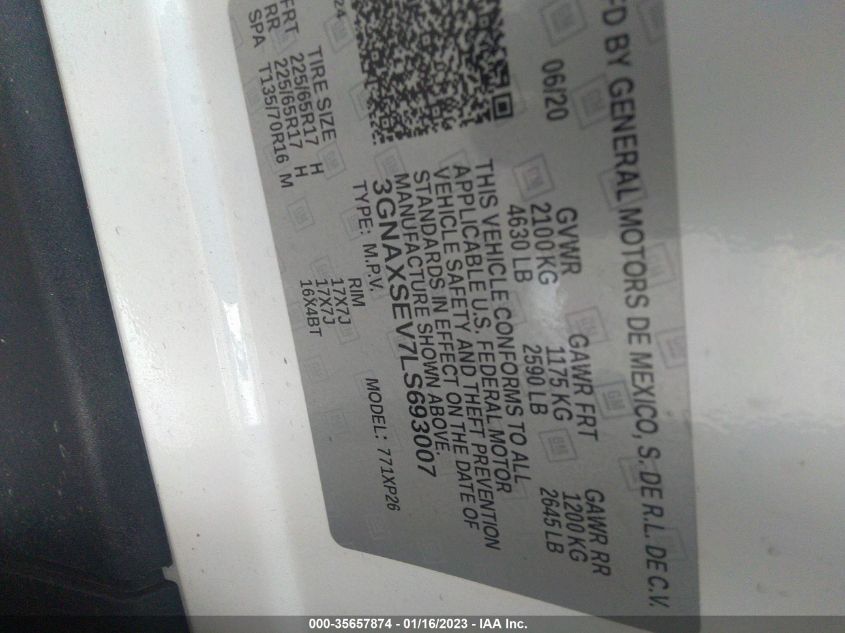 MFD BY GENERAL MOTORS DE MEXICO, S. DE R.L. DE C.V.
06/20 GVWR GAWR FRT GAWR RR
2100 KG 1175 KG 1200 KG
4630 LB 2590 LB 2645 LB
THIS VEHICLE CONFORMS TO ALL
APPLICABLE U.S. FEDERAL MOTOR
VEHICLE SAFETY AND THEFT PREVENTION
STANDARDS IN EFFECT ON THE DATE OF
MANUFACTURE SHOWN ABOVE.
3GNAXSEV7LS693007
TYPE: M.P.V. MODEL: 771XP26
24
TIRE SIZE RIM
FRT 225/65R17 H 17X7J
RR 225/65R17 H 17X7J
SPA T135/70R16 M 16X4BT
000-35657874 - 01/16/2023 - IAA Inc.